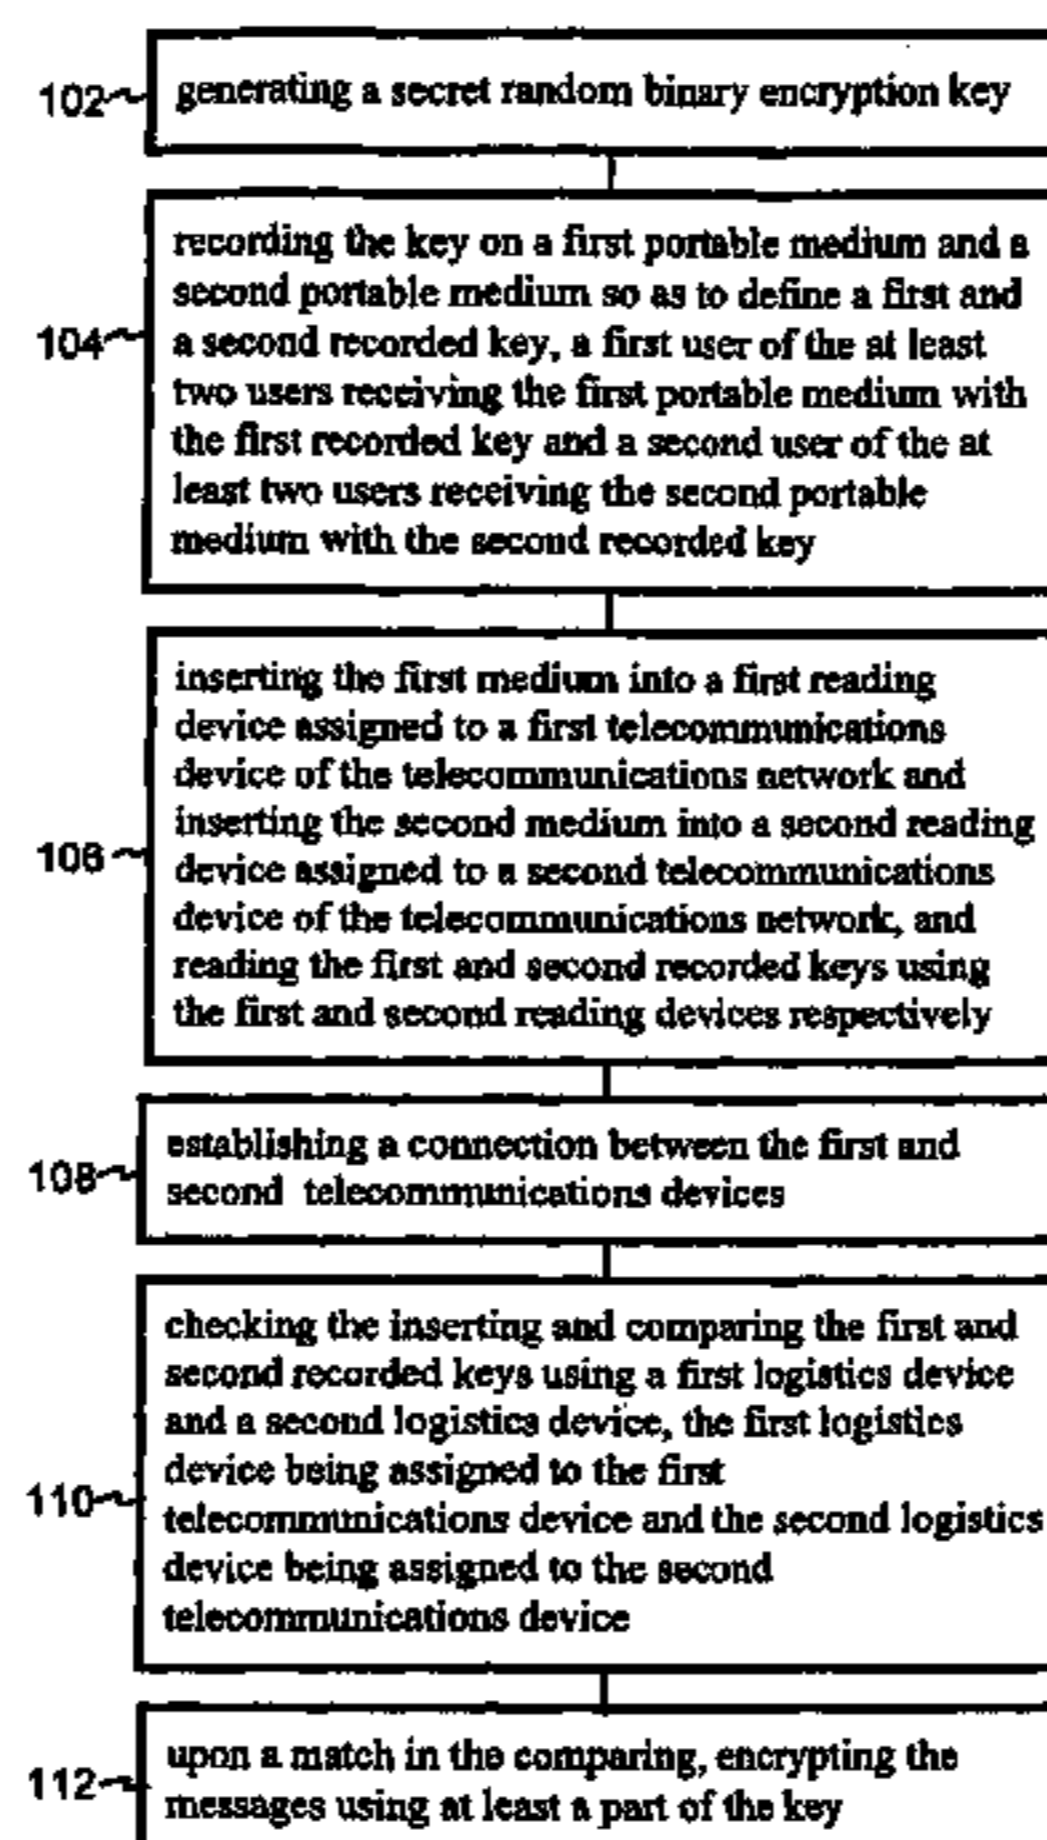 102 generating a secret random binary encryption key
recording the key on a first portable medium and a
second portable medium so as to define a first and
104 a second recorded key, a first user of the at least
two users receiving the first portable medium with
the first recorded key and a second user of the at
least two users receiving the second portable
medium with the second recorded key
inserting the first medium into a first reading
device assigned to a first telecommunications
device of the telecommunications network and
inserting the second medium into a second reading
106 device assigned to a second telecommunications
device of the telecommunications network, and
reading the first and second recorded keys using
the first and second reading devices respectively
establishing a connection between the first and
108 second telecommunications devices
checking the inserting and comparing the first and
second recorded keys using a first logistics device
and a second logistics device, the first logistics
device being assigned to the first
110 telecommunications device and the second logistics
device being assigned to the second
telecommunications device
upon a match in the comparing, encrypting the
112 messages using at least a part of the key